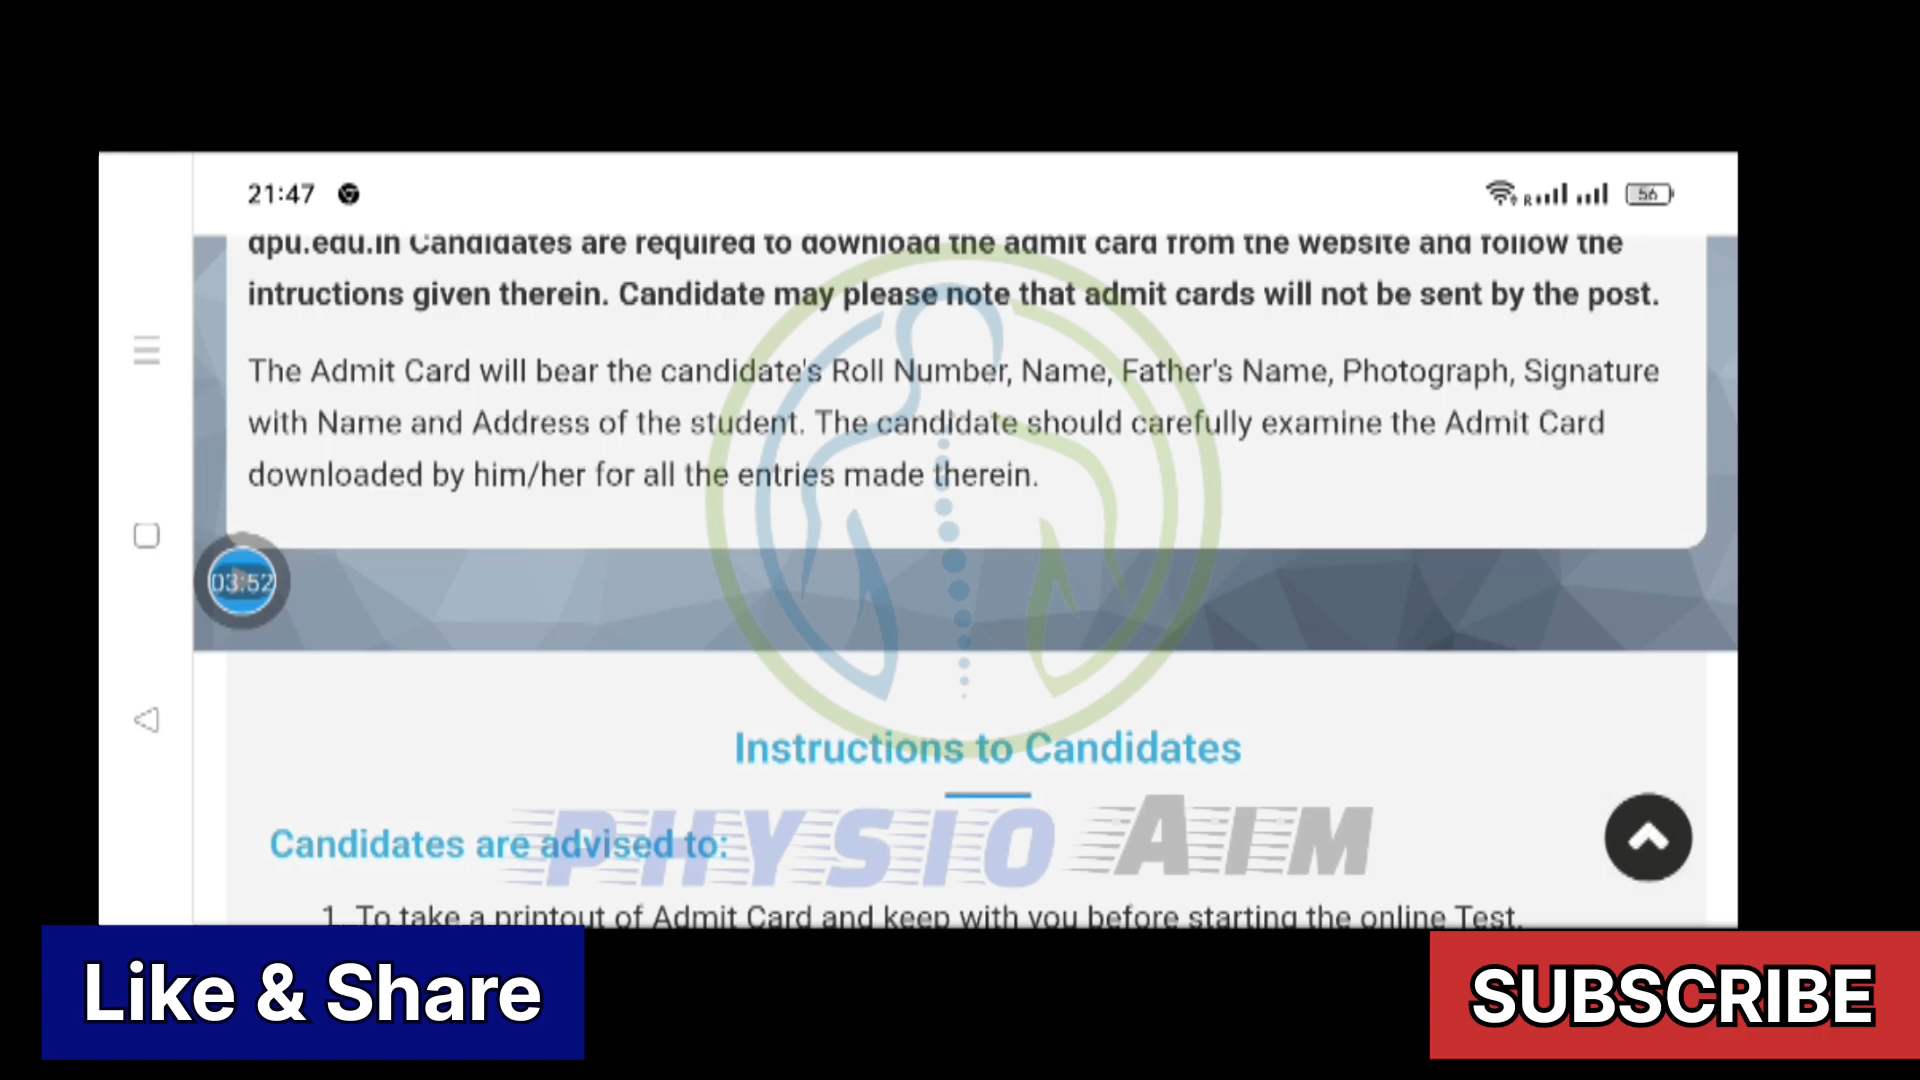 21:47
56
dpu.edu.in Candidates are required to download the admit card from the website and follow the
intructions given therein. Candidate may please note that admit cards will not be sent by the post.
The Admit Card will bear the candidate's Roll Number, Name, Father's Name, Photograph, Signature
with Name and Address of the student. The candidate should carefully examine the Admit Card
downloaded by him/her for all the entries made therein.
03:52
Instructions to Candidates
PHYSIO AIM
Candidates are advised to:
1. To take a printout of Admit Card and keep with you before starting the online Test.
Like & Share
SUBSCRIBE